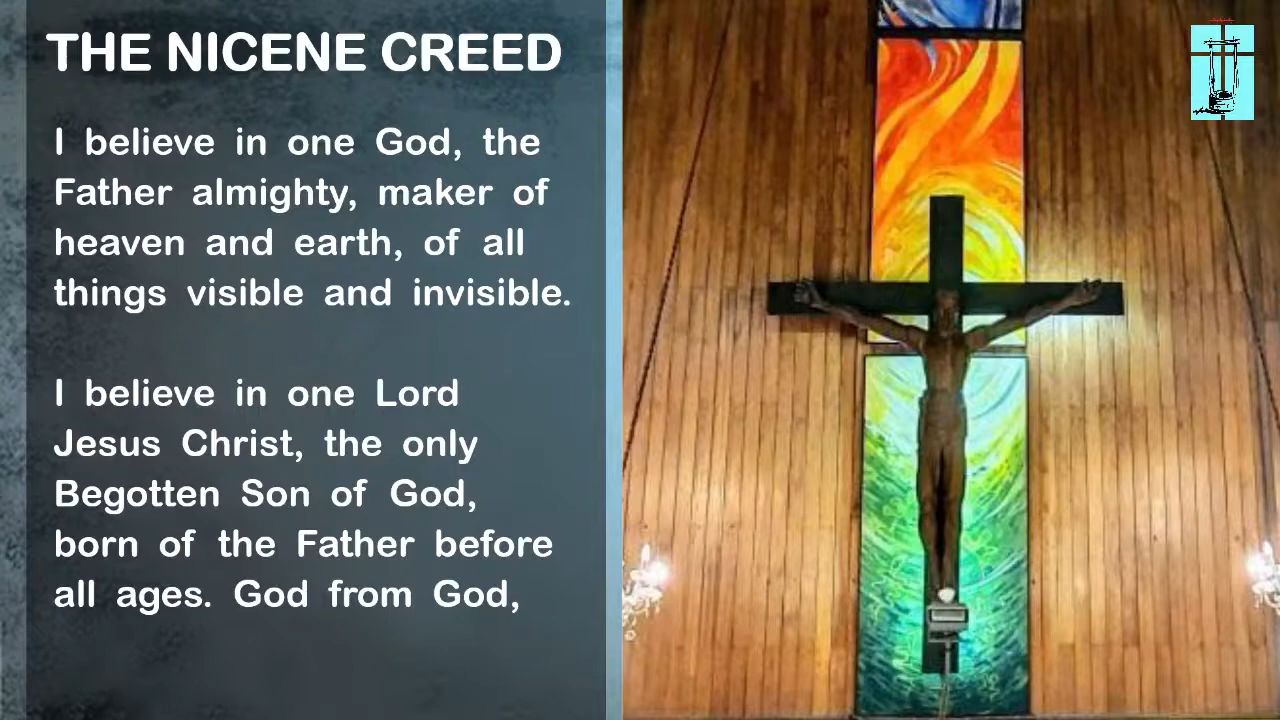 THE NICENE CREED
I believe in one God, the
Father almighty, maker of
heaven and earth, of all
things visible and invisible.
I believe in one Lord
Jesus Christ, the only
Begotten Son of God,
born of the Father before
all ages. God from God,